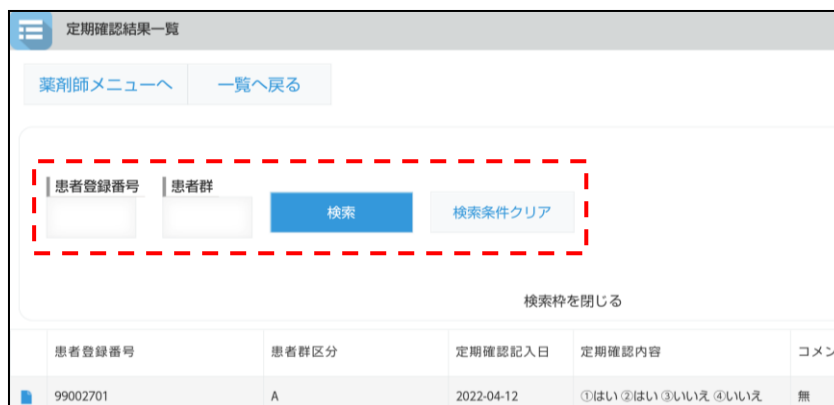 定期確認結果一覧
薬剤師メニューへ 一覧へ戻る
患者登録番号 患者群
検索 検索条件クリア
検索枠を閉じる
患者登録番号 患者群区分 定期確認記入日 定期確認内容 コメン
99002701 A 2022-04-12 ①はい ②はい ③いいえ ④いいえ 無